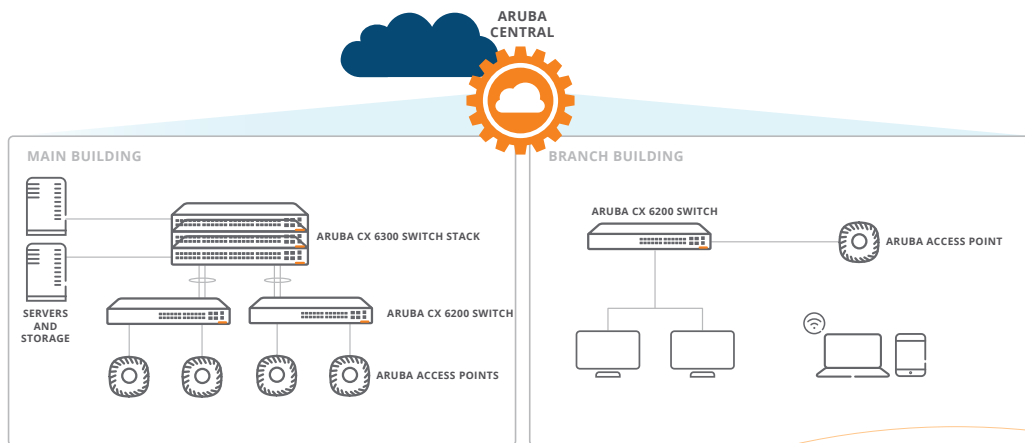 ARUBA
CENTRAL
MAIN BUILDING
ARUBA CX 6300 SWITCH STACK
SERVERS
AND
STORAGE
ARUBA CX 6200 SWITCH
ARUBA ACCESS POINTS
BRANCH BUILDING
ARUBA CX 6200 SWITCH
ARUBA ACCESS POINT